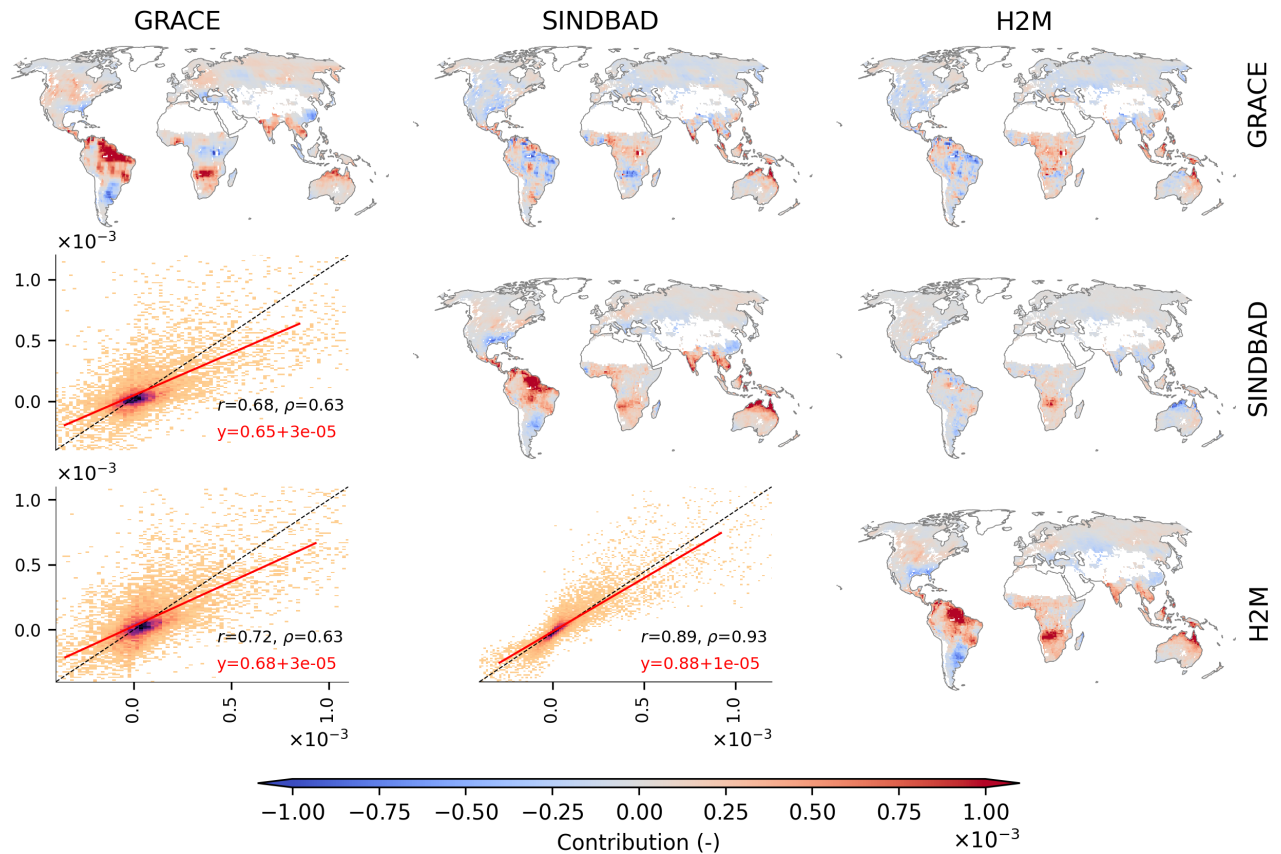 GRACE SINDBAD H2M
GRACE
×10⁻³
1.0
0.5
0.0
r=0.68, ρ=0.63
y=0.65+3e-05
SINDBAD
×10⁻³
1.0
0.5
0.0
r=0.72, ρ=0.63
y=0.68+3e-05
r=0.89, ρ=0.93
y=0.88+1e-05
H2M
0.0 0.5 1.0
×10⁻³
0.0 0.5 1.0
×10⁻³
−1.00 −0.75 −0.50 −0.25 0.00 0.25 0.50 0.75 1.00
×10⁻³
Contribution (-)